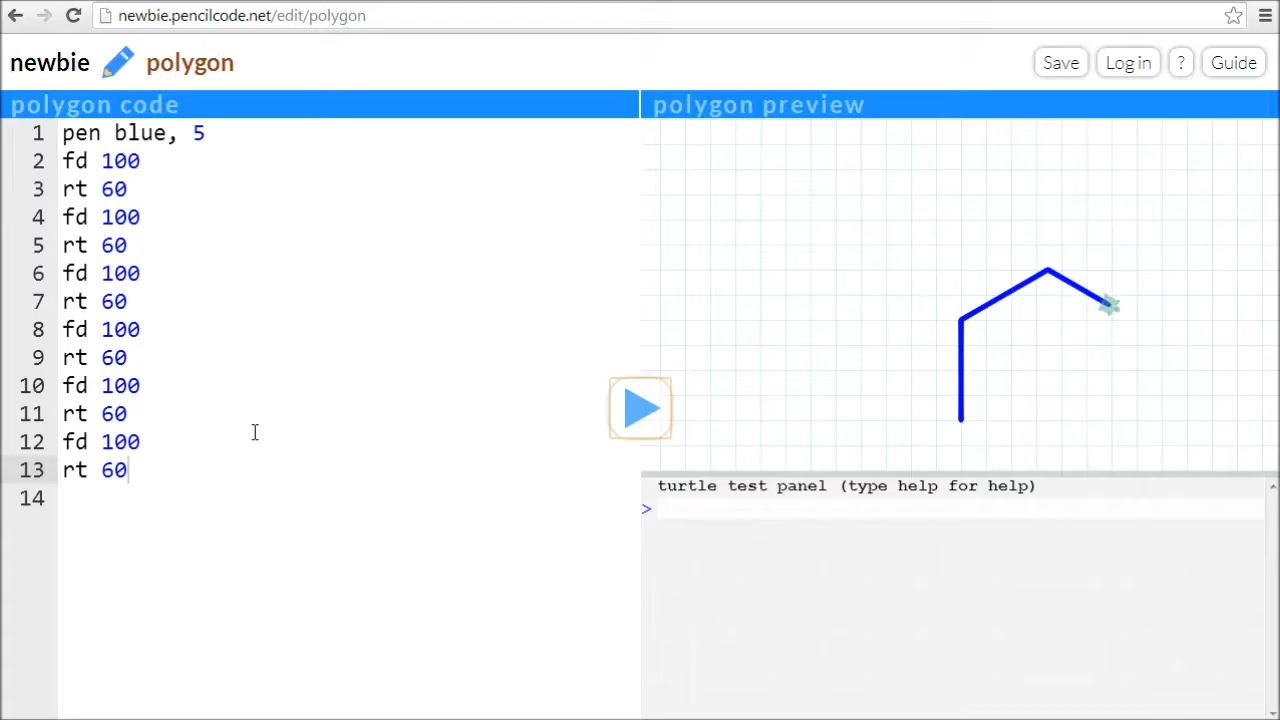 newbie.pencilcode.net/edit/polygon
newbie polygon
Save
Log in
?
Guide
polygon code
1 pen blue, 5
2 fd 100
3 rt 60
4 fd 100
5 rt 60
6 fd 100
7 rt 60
8 fd 100
9 rt 60
10 fd 100
11 rt 60
12 fd 100
13 rt 60
14
polygon preview
turtle test panel (type help for help)
>